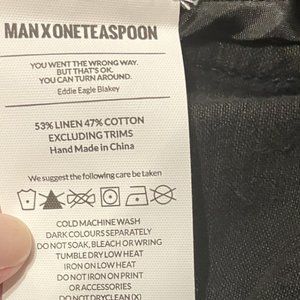 MANXONETEASPOON
YOU WENT THE WRONG WAY.
BUT THAT'S OK.
YOU CAN TURN AROUND.
Eddie Eagle Blakey
53% LINEN 47% COTTON
EXCLUDING TRIMS
Hand Made in China
We suggest the following care be taken
COLD MACHINE WASH
DARK COLOURS SEPARATELY
DO NOT SOAK, BLEACH OR WRING
TUMBLE DRY LOW HEAT
IRON ON LOW HEAT
DO NOT IRON ON PRINT
OR ACCESSORIES
DO NOT DRYCLEAN (X)